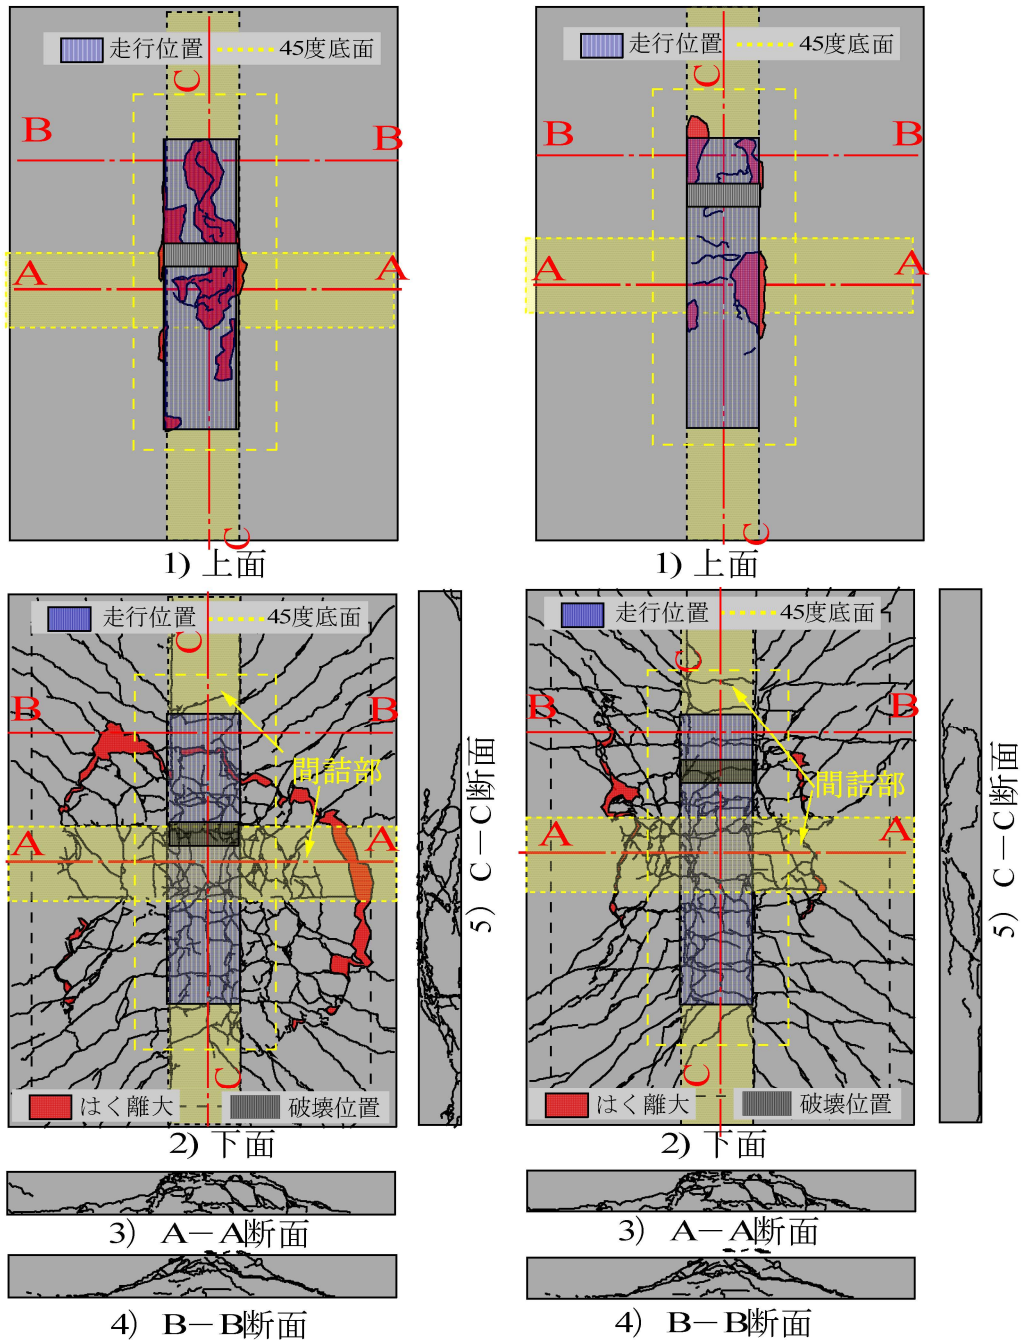 走行位置 45度底面
C
B B
A A
C
1) 上面
走行位置 45度底面
C
B B
A A
C
1) 上面
走行位置 45度底面
C
B B
間詰部
A A
C
はく離大 破壊位置
2) 下面
5) C-C断面
3) A-A断面
4) B-B断面
走行位置 45度底面
C
B B
間詰部
A A
C
はく離大 破壊位置
2) 下面
5) C-C断面
3) A-A断面
4) B-B断面